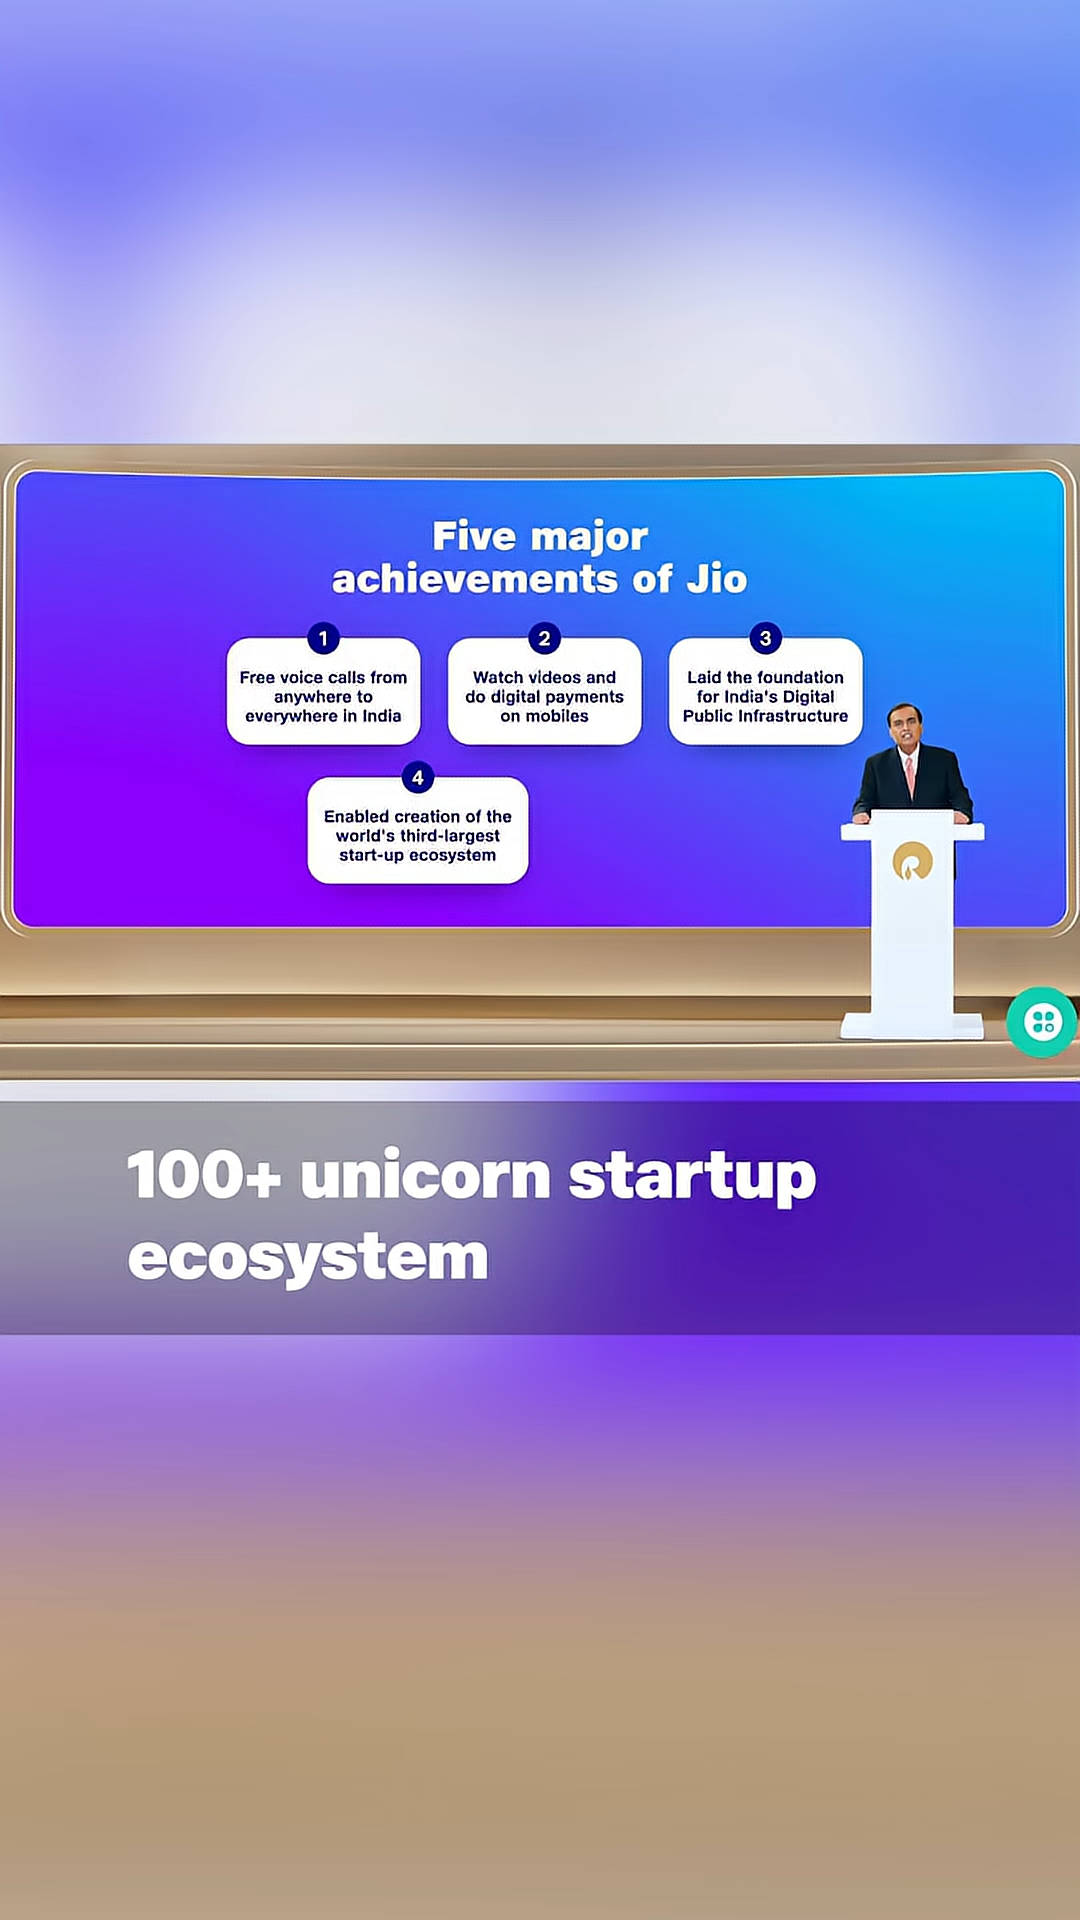 Five major
achievements of Jio
1
Free voice calls from
anywhere to
everywhere in India
2
Watch videos and
do digital payments
on mobiles
3
Laid the foundation
for India's Digital
Public Infrastructure
4
Enabled creation of the
world's third-largest
start-up ecosystem
100+ unicorn startup
ecosystem